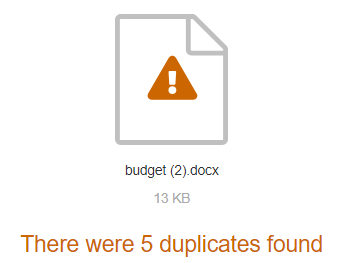 budget (2).docx
13 KB
There were 5 duplicates found